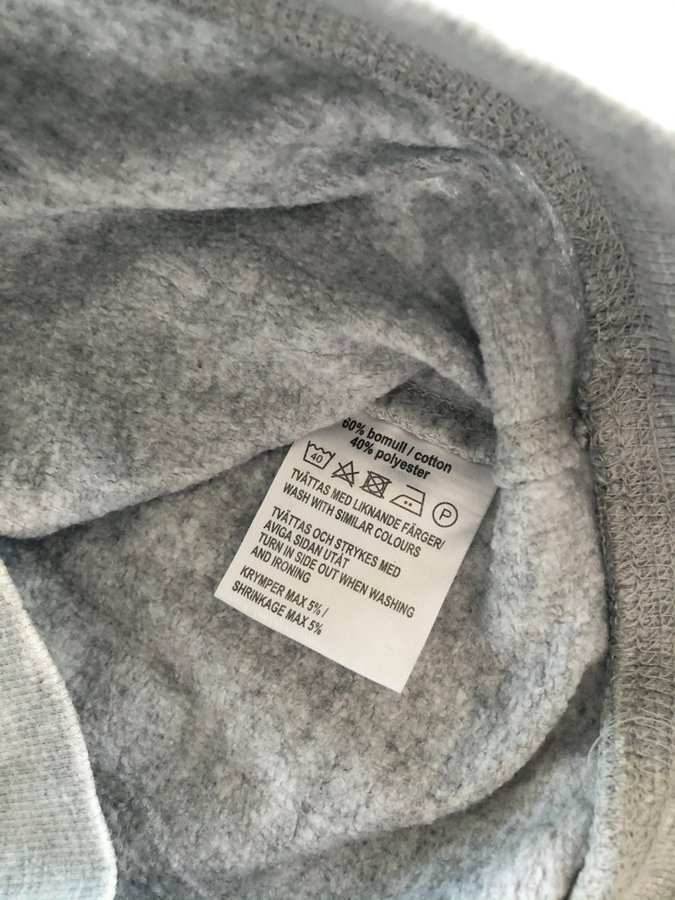 60% bomull / cotton
40% polyester
40 P
TVÄTTAS MED LIKNANDE FÄRGER/
WASH WITH SIMILAR COLOURS
TVÄTTAS OCH STRYKES MED
AVIGA SIDAN UTÅT
TURN IN SIDE OUT WHEN WASHING
AND IRONING
KRYMPER MAX 5% /
SHRINKAGE MAX 5%